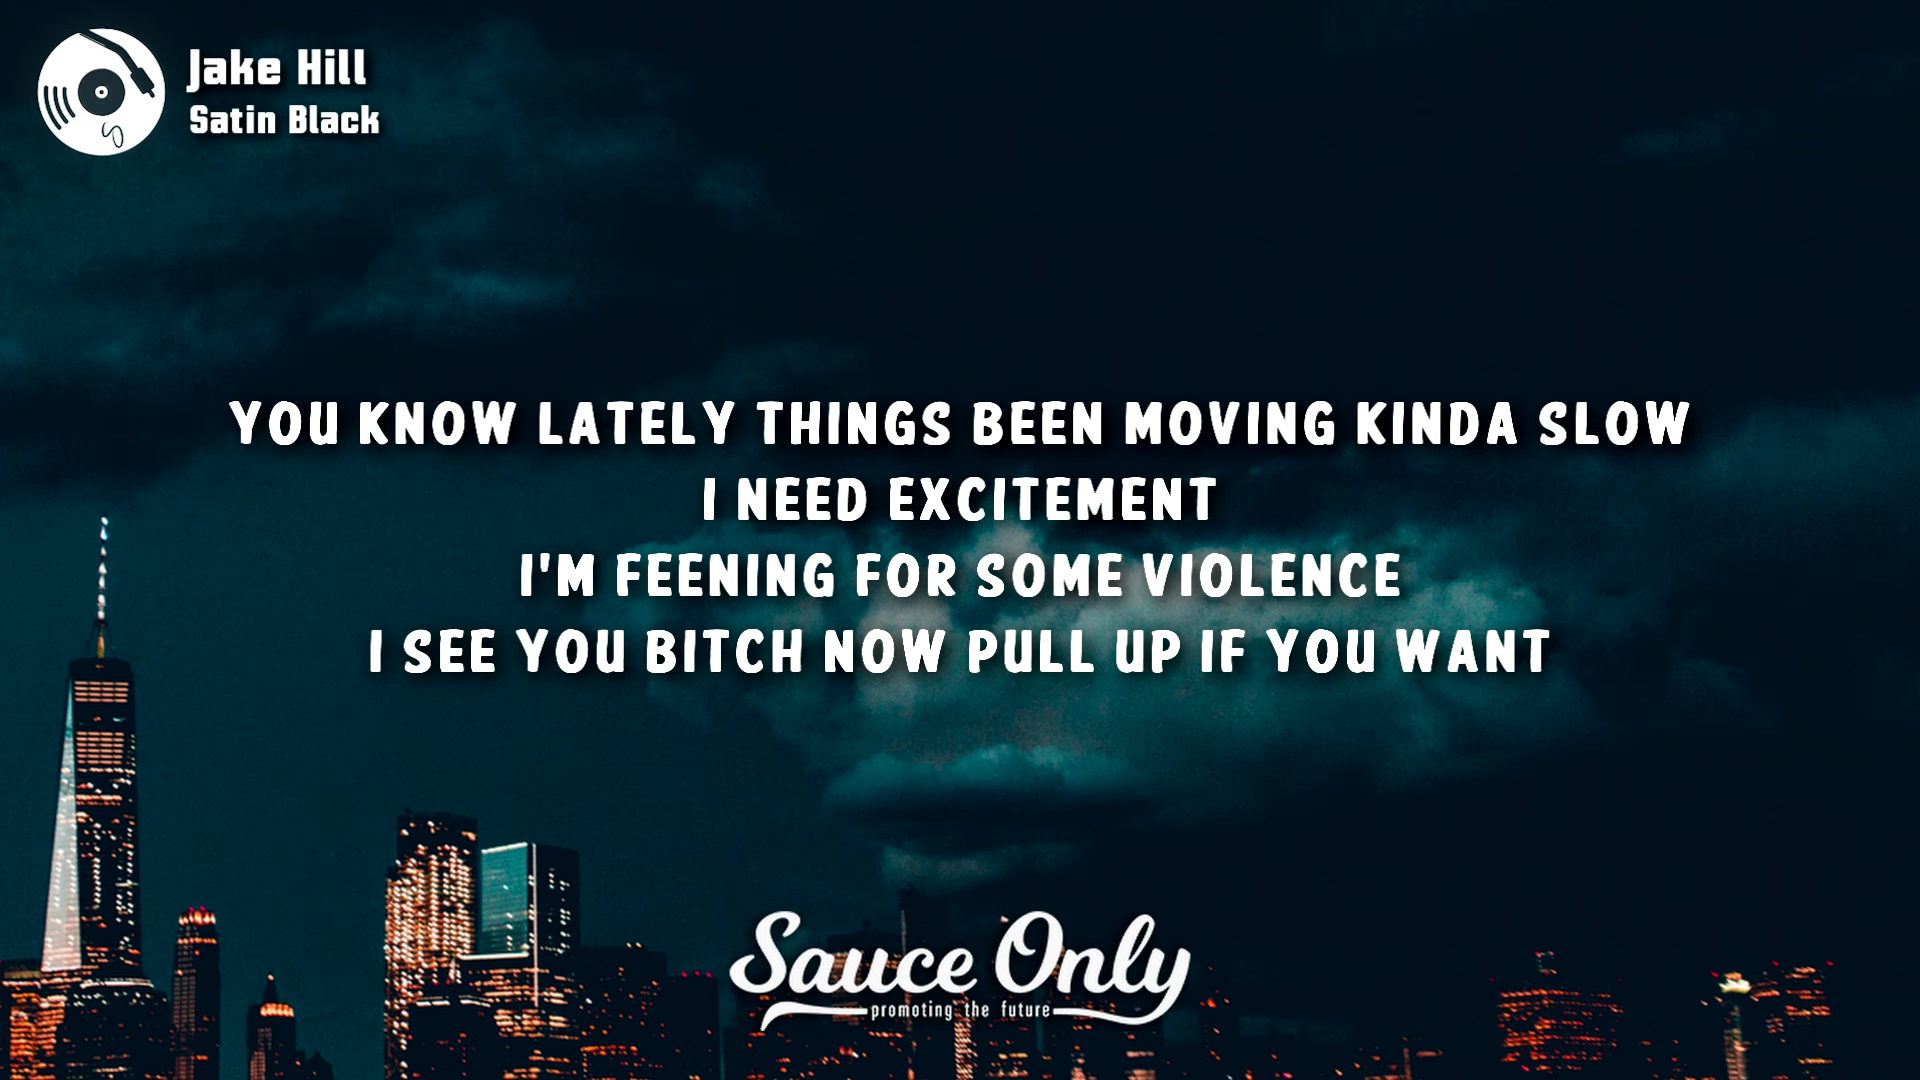 Jake Hill
Satin Black
YOU KNOW LATELY THINGS BEEN MOVING KINDA SLOW
I NEED EXCITEMENT
I'M FEENING FOR SOME VIOLENCE
I SEE YOU BITCH NOW PULL UP IF YOU WANT
Sauce Only
promoting the future